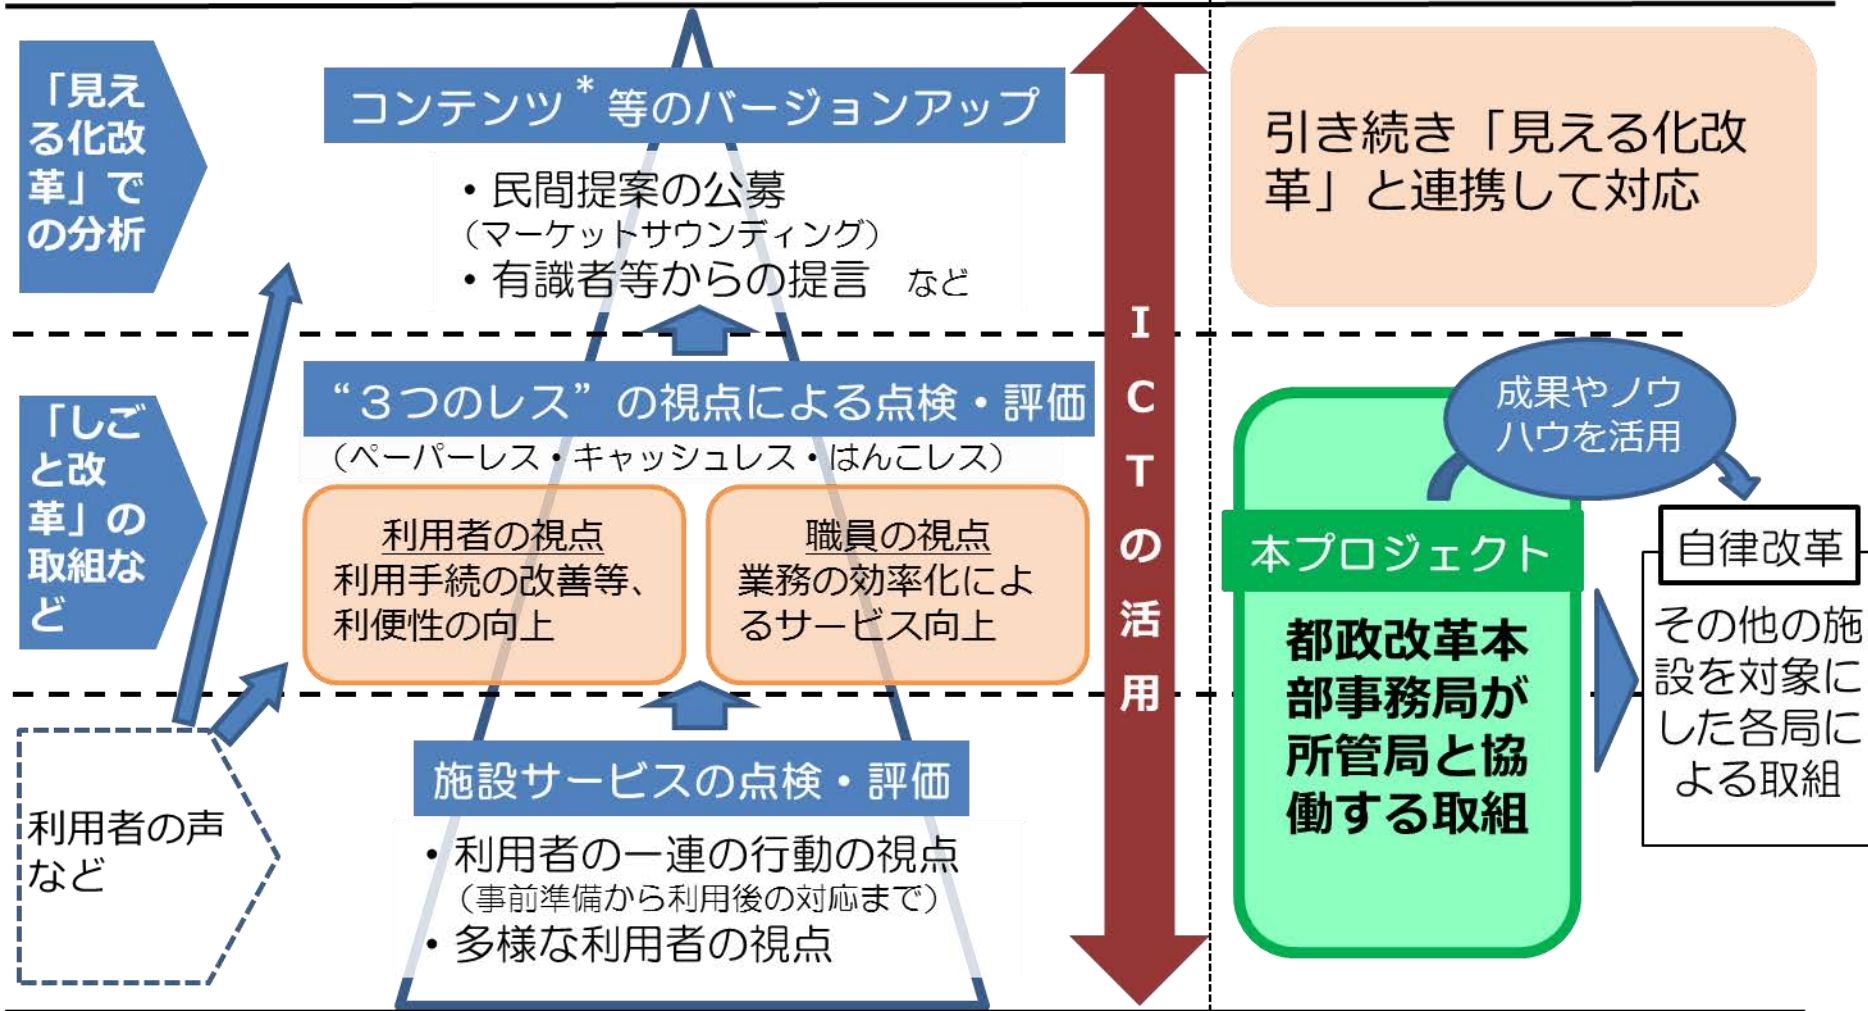 「見え
る化改
革」で
の分析
コンテンツ*等のバージョンアップ
・民間提案の公募
（マーケットサウンディング）
・有識者等からの提言 など
引き続き「見える化改
革」と連携して対応
「しご
と改
革」の
取組な
ど
“３つのレス”の視点による点検・評価
（ペーパーレス・キャッシュレス・はんこレス）
利用者の視点
利用手続の改善等、
利便性の向上
職員の視点
業務の効率化によ
るサービス向上
ＩＣＴの活用
成果やノウ
ハウを活用
本プロジェクト
都政改革本
部事務局が
所管局と協
働する取組
自律改革
その他の施
設を対象に
した各局に
よる取組
利用者の声
など
施設サービスの点検・評価
・利用者の一連の行動の視点
（事前準備から利用後の対応まで）
・多様な利用者の視点